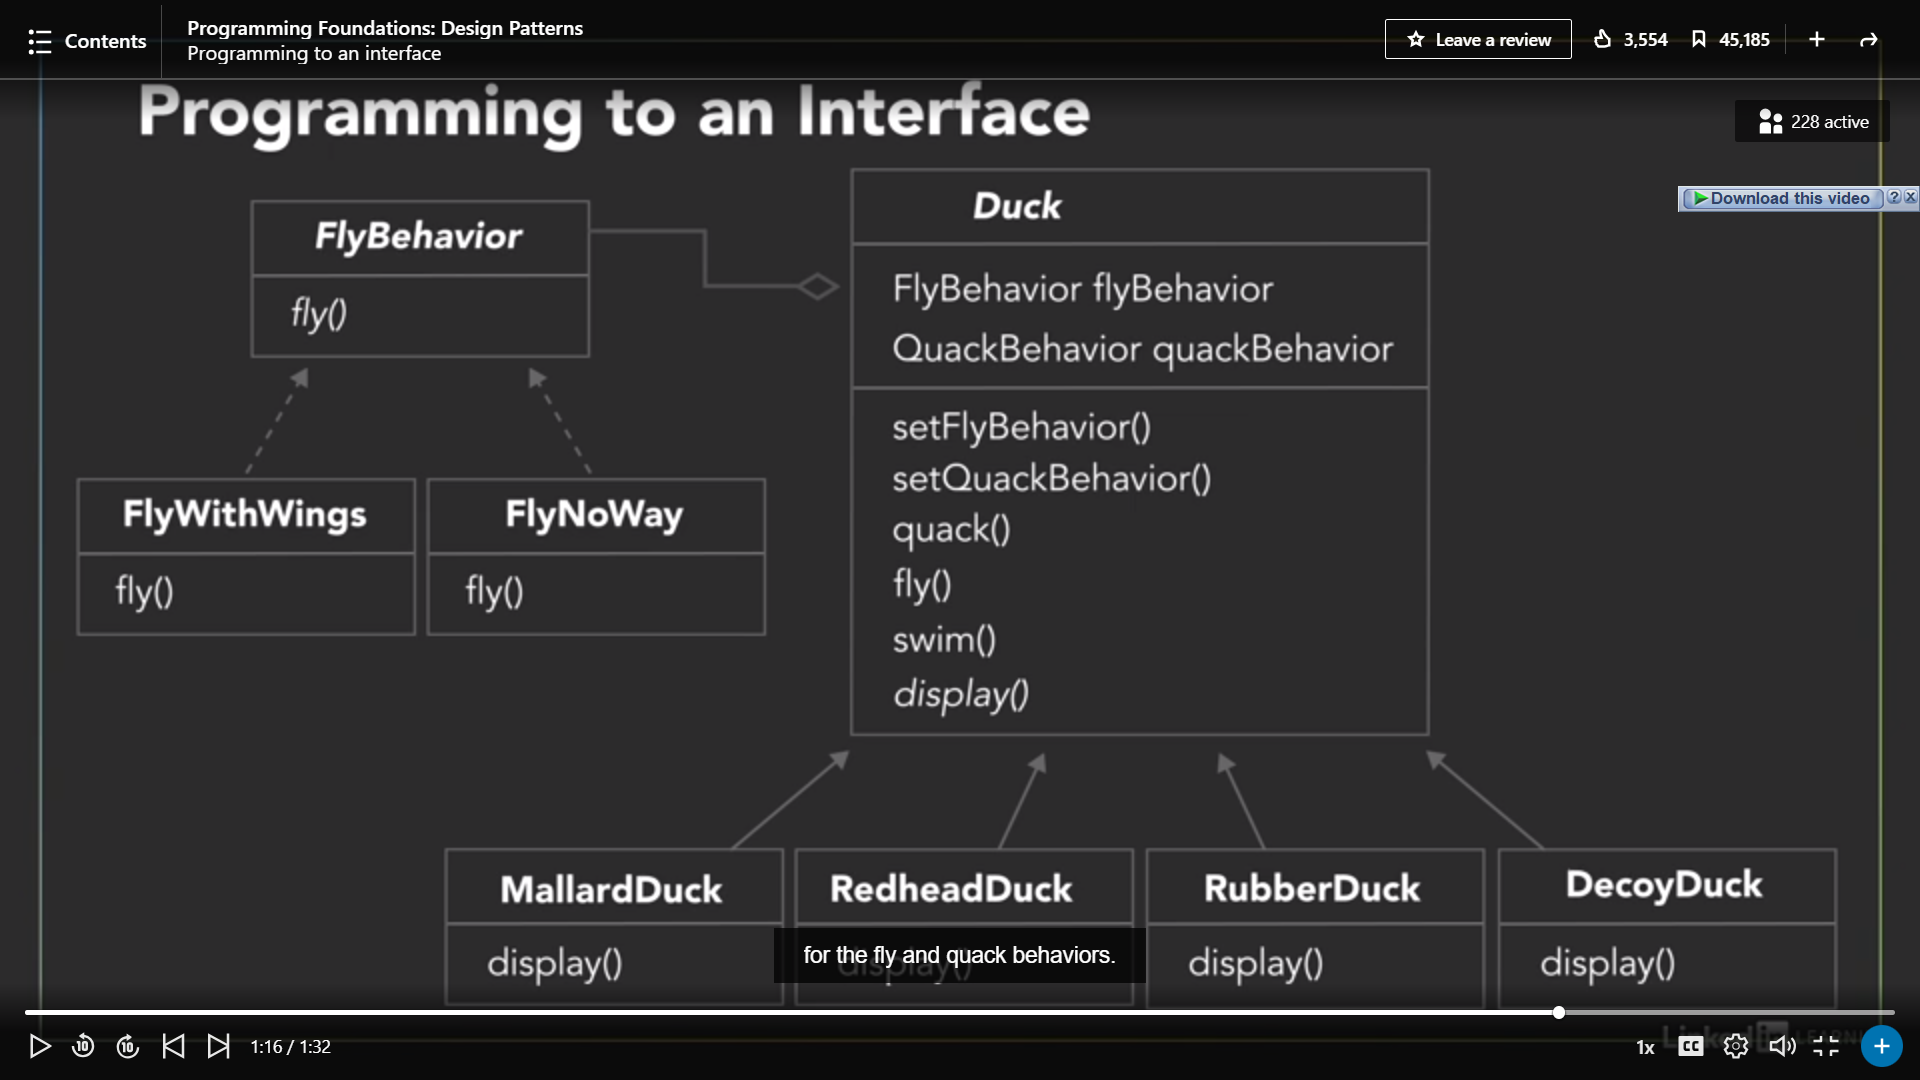 Contents
Programming Foundations: Design Patterns
Programming to an interface
Leave a review
3,554
45,185
Programming to an Interface
228 active
Download this video
FlyBehavior
fly()
FlyWithWings
fly()
FlyNoWay
fly()
Duck
FlyBehavior flyBehavior
QuackBehavior quackBehavior
setFlyBehavior()
setQuackBehavior()
quack()
fly()
swim()
display()
MallardDuck
display()
RedheadDuck
display()
RubberDuck
display()
DecoyDuck
display()
for the fly and quack behaviors.
10
10
1:16 / 1:32
1x
CC